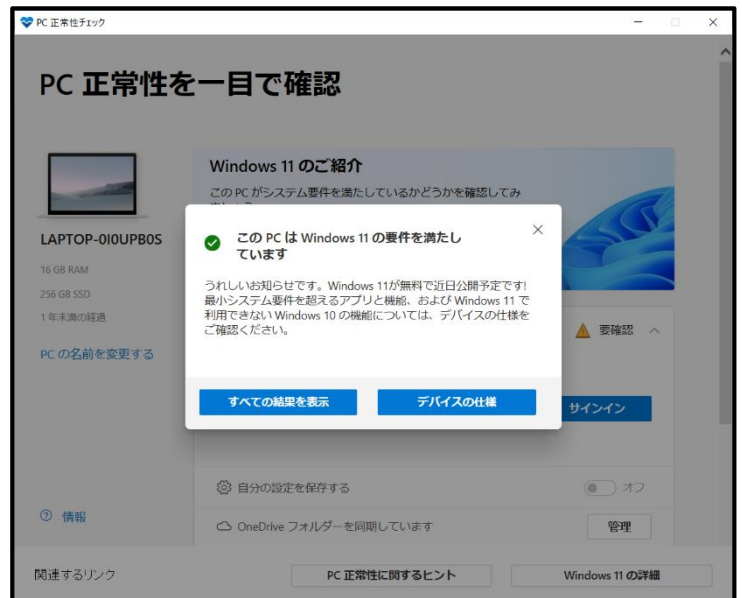 PC 正常性チェック
PC 正常性を一目で確認
LAPTOP-0I0UPB0S
16 GB RAM
256 GB SSD
1 年未満の経過
PC の名前を変更する
Windows 11 のご紹介
この PC がシステム要件を満たしているかどうかを確認してみ
この PC は Windows 11 の要件を満たし
ています
うれしいお知らせです。Windows 11が無料で近日公開予定です!
最小システム要件を超えるアプリと機能、および Windows 11 で
利用できない Windows 10 の機能については、デバイスの仕様を
ご確認ください。
すべての結果を表示
デバイスの仕様
要確認
サインイン
自分の設定を保存する
オフ
OneDrive フォルダーを同期しています
管理
情報
関連するリンク
PC 正常性に関するヒント
Windows 11 の詳細